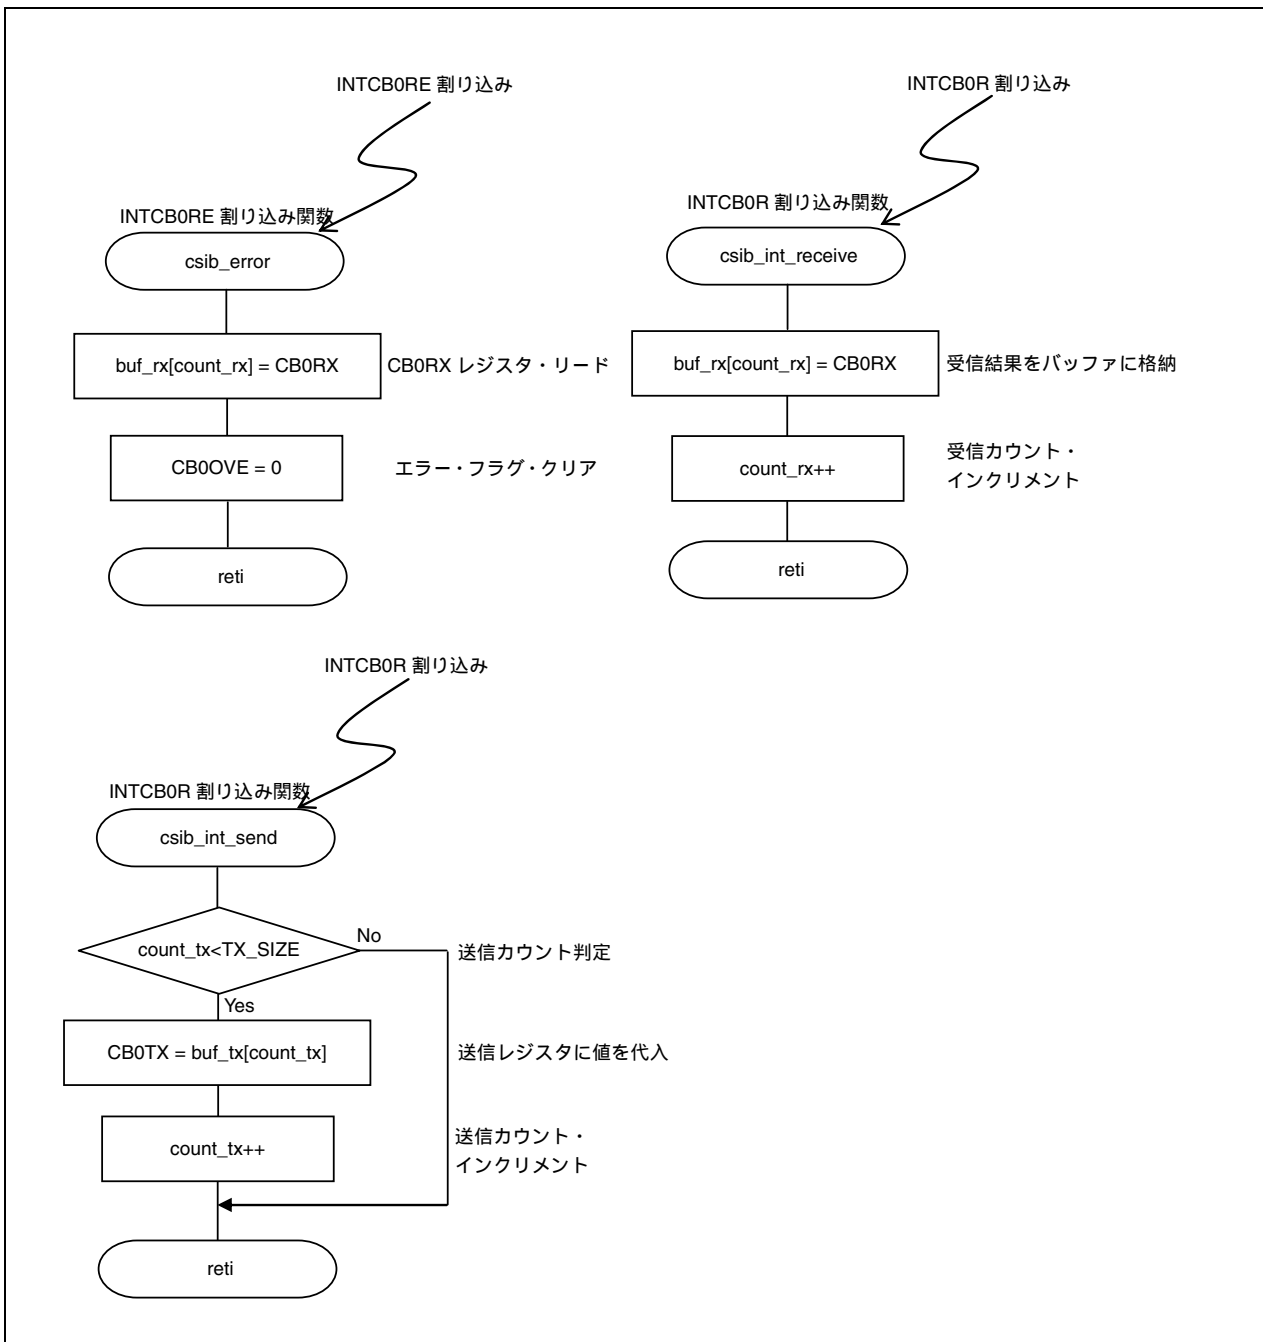 INTCB0RE 割り込み
INTCB0RE 割り込み関数
csib_error
buf_rx[count_rx] = CB0RX
CB0RX レジスタ・リード
CB0OVE = 0
エラー・フラグ・クリア
reti
INTCB0R 割り込み
INTCB0R 割り込み関数
csib_int_receive
buf_rx[count_rx] = CB0RX
受信結果をバッファに格納
count_rx++
受信カウント・
インクリメント
reti
INTCB0R 割り込み
INTCB0R 割り込み関数
csib_int_send
count_tx<TX_SIZE
No
送信カウント判定
Yes
CB0TX = buf_tx[count_tx]
送信レジスタに値を代入
count_tx++
送信カウント・
インクリメント
reti